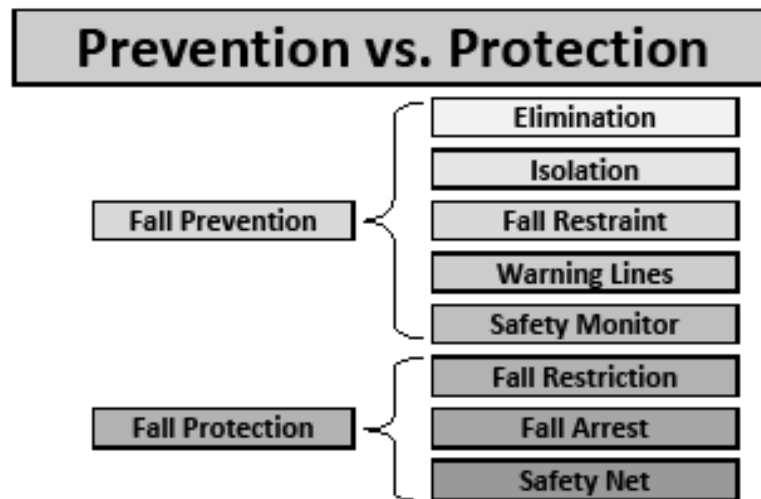 Prevention vs. Protection
Fall Prevention
Elimination
Isolation
Fall Restraint
Warning Lines
Safety Monitor
Fall Protection
Fall Restriction
Fall Arrest
Safety Net